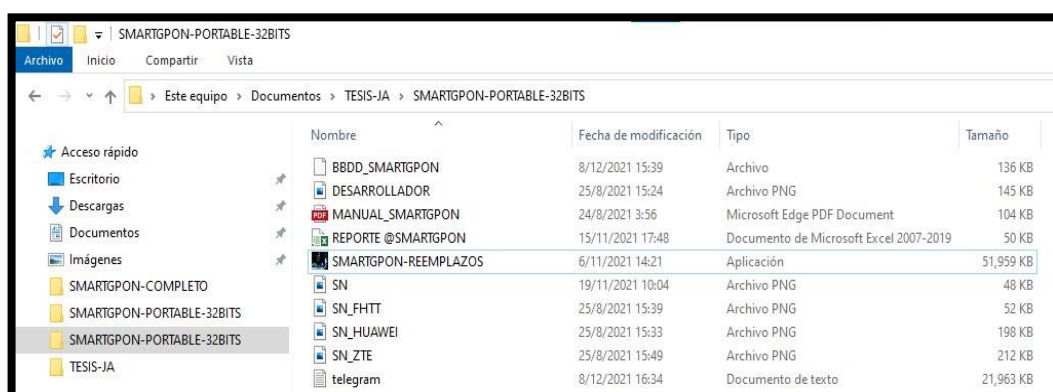 SMARTGPON-PORTABLE-32BITS
Archivo Inicio Compartir Vista
Este equipo > Documentos > TESIS-JA > SMARTGPON-PORTABLE-32BITS
Acceso rápido
Escritorio
Descargas
Documentos
Imágenes
SMARTGPON-COMPLETO
SMARTGPON-PORTABLE-32BITS
SMARTGPON-PORTABLE-32BITS
TESIS-JA
Nombre Fecha de modificación Tipo Tamaño
BBDD_SMARTGPON 8/12/2021 15:39 Archivo 136 KB
DESARROLLADOR 25/8/2021 15:24 Archivo PNG 145 KB
PDF MANUAL_SMARTGPON 24/8/2021 3:56 Microsoft Edge PDF Document 104 KB
REPORTE @SMARTGPON 15/11/2021 17:48 Documento de Microsoft Excel 2007-2019 50 KB
SMARTGPON-REEMPLAZOS 6/11/2021 14:21 Aplicación 51,959 KB
SN 19/11/2021 10:04 Archivo PNG 48 KB
SN_FHTT 25/8/2021 15:39 Archivo PNG 52 KB
SN_HUAWEI 25/8/2021 15:33 Archivo PNG 198 KB
SN_ZTE 25/8/2021 15:49 Archivo PNG 212 KB
telegram 8/12/2021 16:34 Documento de texto 21,963 KB